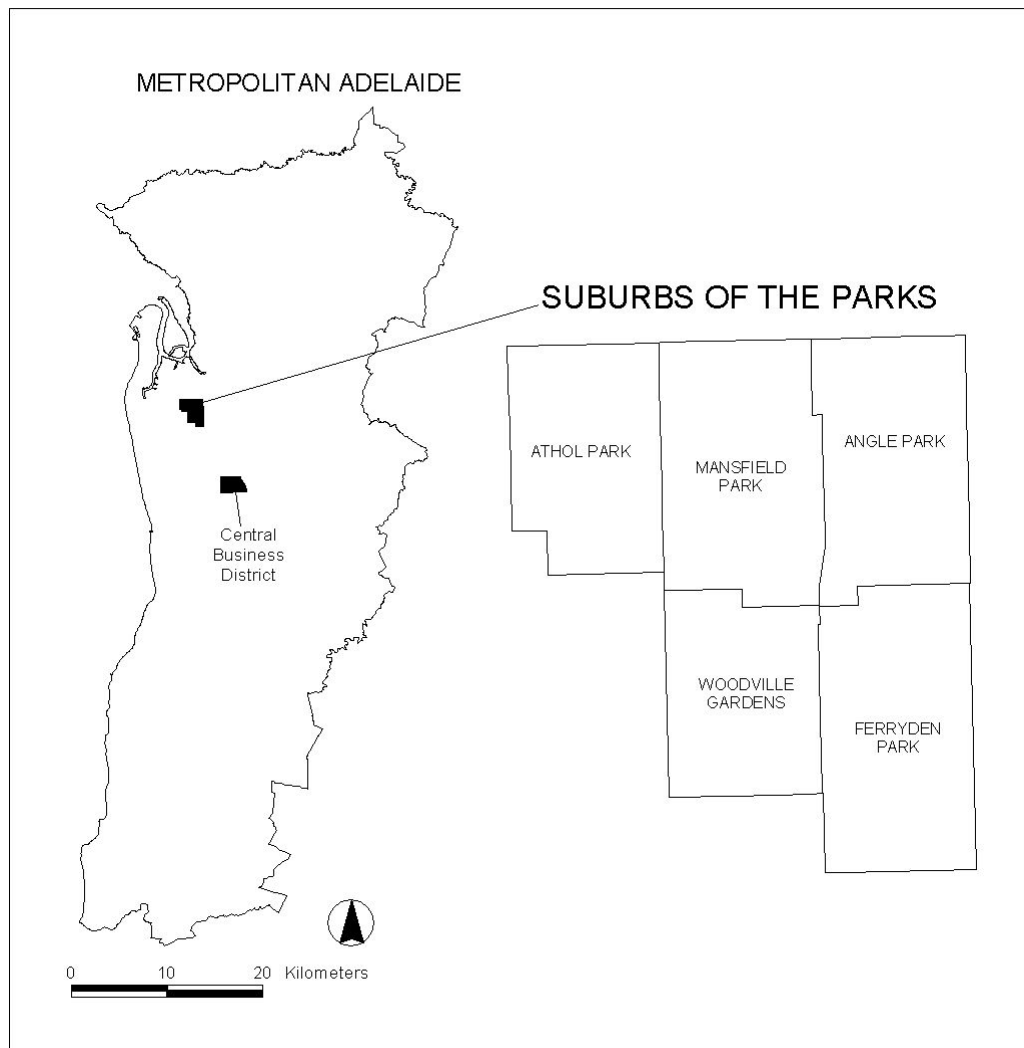 METROPOLITAN ADELAIDE
SUBURBS OF THE PARKS
ATHOL PARK
MANSFIELD
PARK
ANGLE PARK
WOODVILLE
GARDENS
FERRYDEN
PARK
Central
Business
District
0 10 20 Kilometers